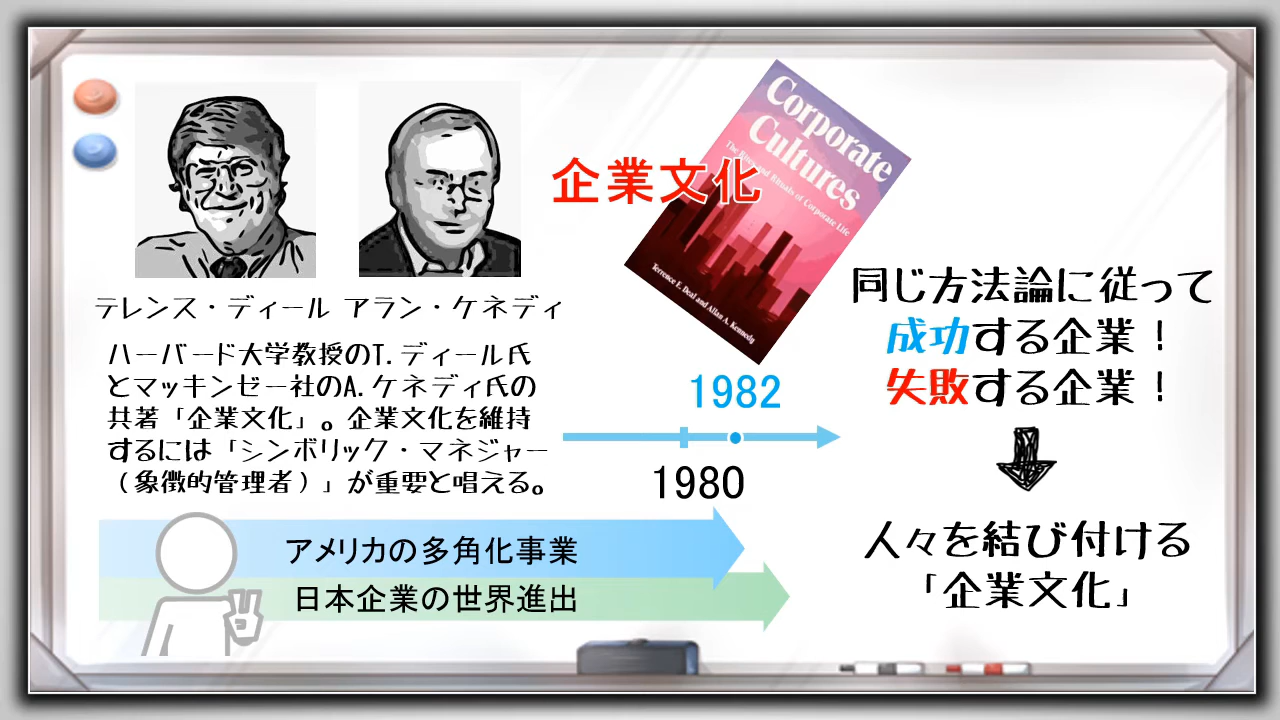 企業文化
Corporate
Cultures
The Rites and Rituals of Corporate Life
Terrence E. Deal and Allan A. Kennedy
テレンス・ディール アラン・ケネディ
ハーバード大学教授のT.ディール氏
とマッキンゼー社のA.ケネディ氏の
共著「企業文化」。企業文化を維持
するには「シンボリック・マネジャー
（象徴的管理者）」が重要と唱える。
1982
1980
アメリカの多角化事業
日本企業の世界進出
同じ方法論に従って
成功する企業！
失敗する企業！
人々を結び付ける
「企業文化」